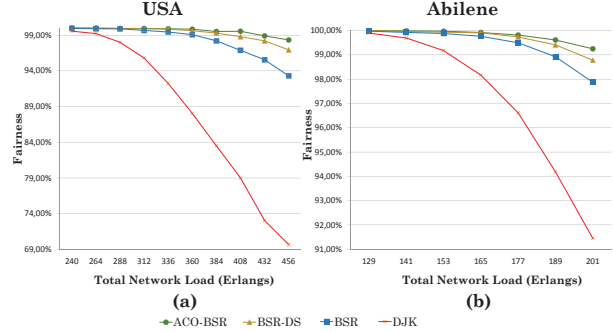 USA
Abilene
Fairness
99,00%
94,00%
89,00%
84,00%
79,00%
74,00%
69,00%
240 264 288 312 336 360 384 408 432 456
Total Network Load (Erlangs)
(a)
Fairness
100,00%
99,00%
98,00%
97,00%
96,00%
95,00%
94,00%
93,00%
92,00%
91,00%
129 141 153 165 177 189 201
Total Network Load (Erlangs)
(b)
ACO-BSR BSR-DS BSR DJK